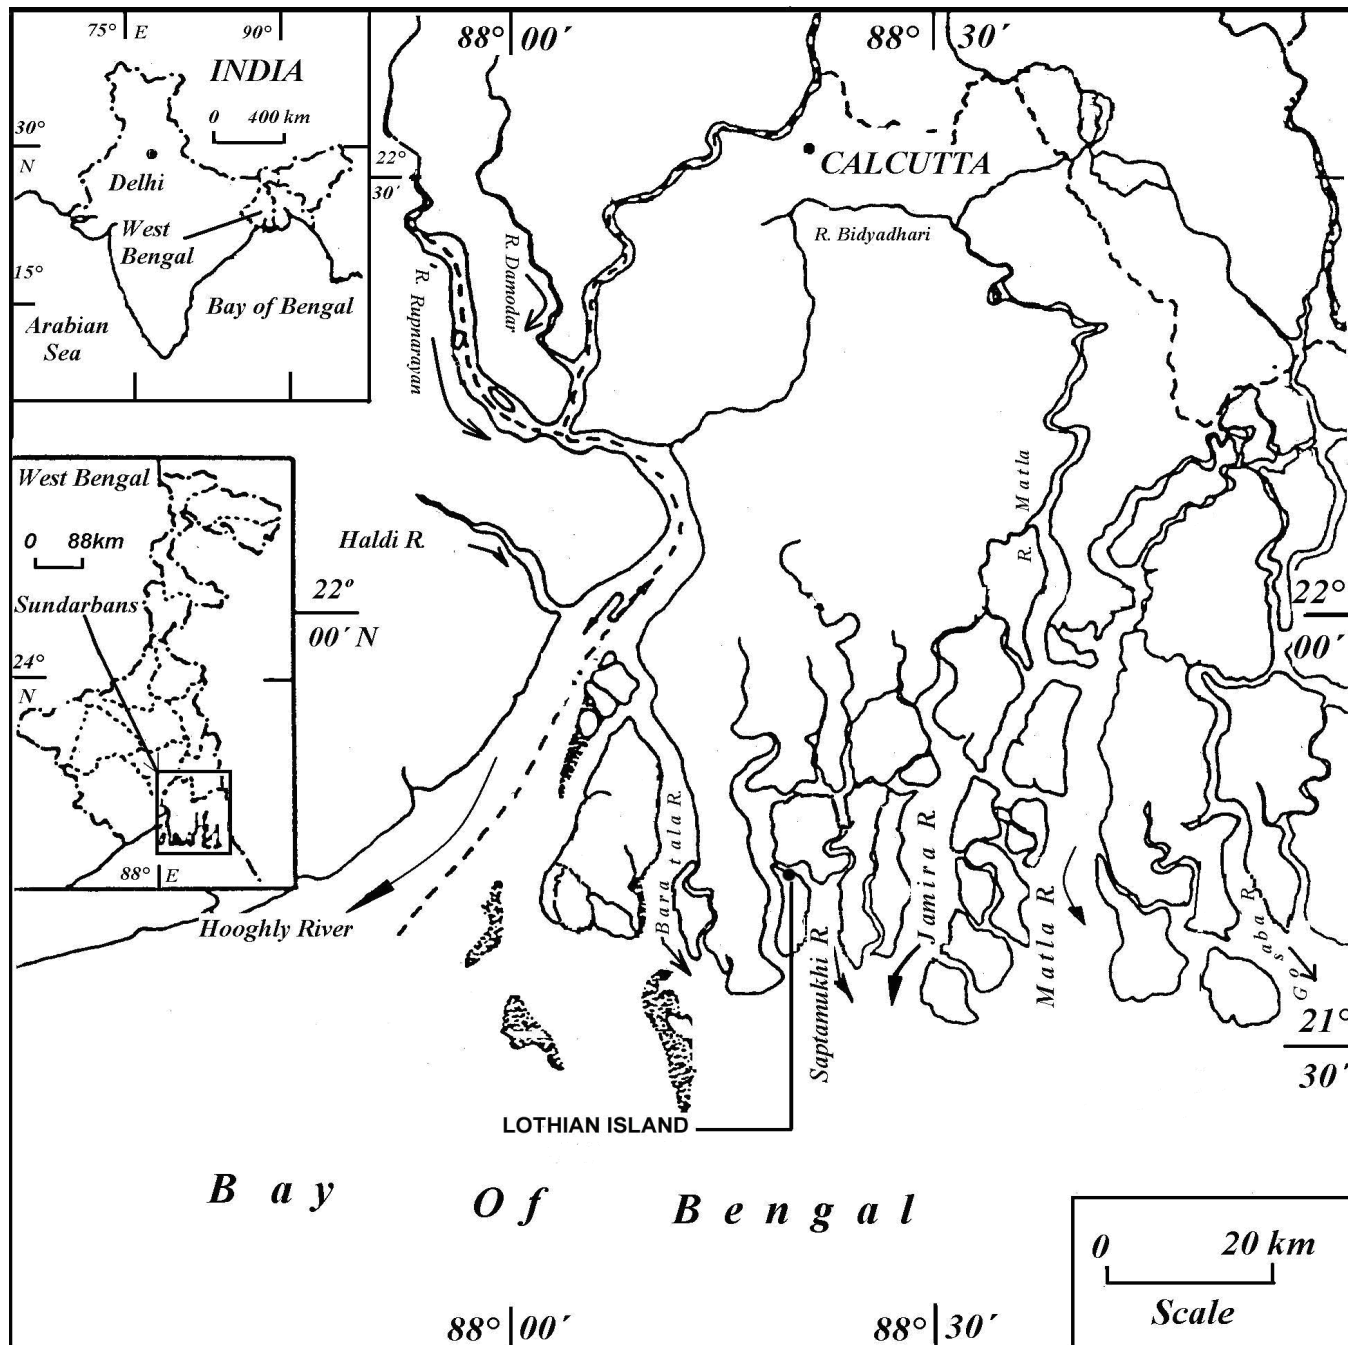 75° E 90°
INDIA
0 400 km
30°
N
Delhi
West
Bengal
15°
Bay of Bengal
Arabian
Sea
88° 00´
88° 30´
22°
30´
CALCUTTA
R. Bidyadhari
R. Damodar
R. Rupnarayan
West Bengal
0 88km
Sundarbans
24°
N
88° E
Haldi R.
22°
00´ N
R. Matla
22°
00´
Hooghly River
Bara tala R.
Saptamukhi R.
Jamira R.
Matla R.
Gosaba R.
21°
30´
LOTHIAN ISLAND
Bay Of Bengal
0 20 km
Scale
88° 00´
88° 30´